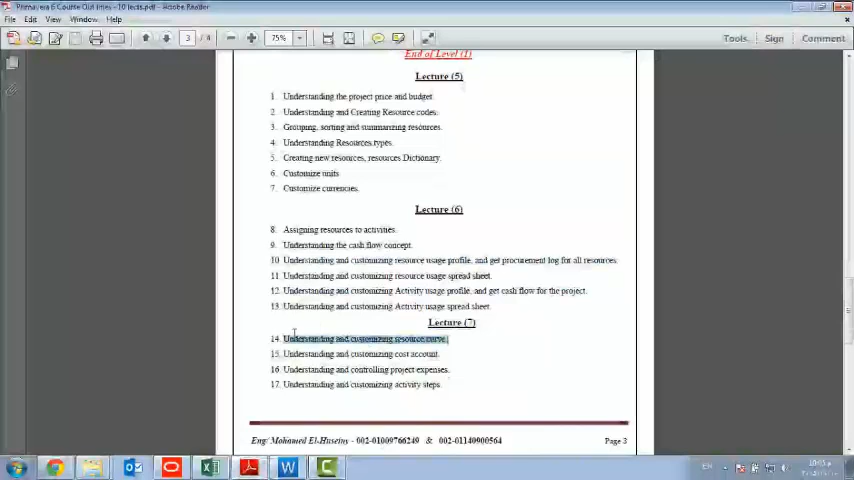 Primavera 6 Course Out lines - 10 lects.pdf - Adobe Reader
File Edit View Window Help
3 / 4 75% Tools Sign Comment
End of Level (1)
Lecture (5)
1. Understanding the project price and budget.
2. Understanding and Creating Resource codes.
3. Grouping, sorting and summarizing resources.
4. Understanding Resources types.
5. Creating new resources, resources Dictionary.
6. Customize units
7. Customize currencies.
Lecture (6)
8. Assigning resources to activities.
9. Understanding the cash flow concept.
10. Understanding and customizing resource usage profile, and get procurement log for all resources.
11. Understanding and customizing resource usage spread sheet.
12. Understanding and customizing Activity usage profile, and get cash flow for the project.
13. Understanding and customizing Activity usage spread sheet.
Lecture (7)
14. Understanding and customizing resource curve.
15. Understanding and customizing cost account.
16. Understanding and controlling project expenses.
17. Understanding and customizing activity steps.
Eng/ Mohamed El-Husseiny - 002-01009766249 & 002-01140900564 Page 3
EN